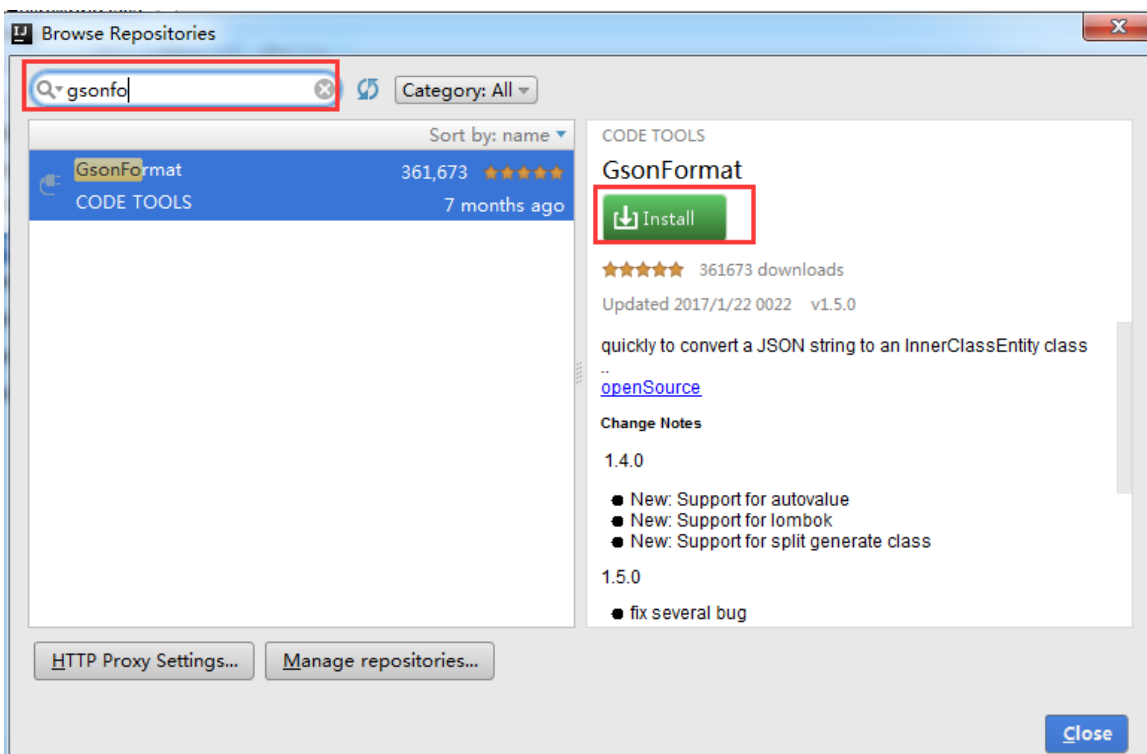 Browse Repositories
gsonfo
Category: All
Sort by: name
GsonFormat
361,673
CODE TOOLS
7 months ago
CODE TOOLS
GsonFormat
Install
361673 downloads
Updated 2017/1/22 0022 v1.5.0
quickly to convert a JSON string to an InnerClassEntity class
..
openSource
Change Notes
1.4.0
New: Support for autovalue
New: Support for lombok
New: Support for split generate class
1.5.0
fix several bug
HTTP Proxy Settings...
Manage repositories...
Close